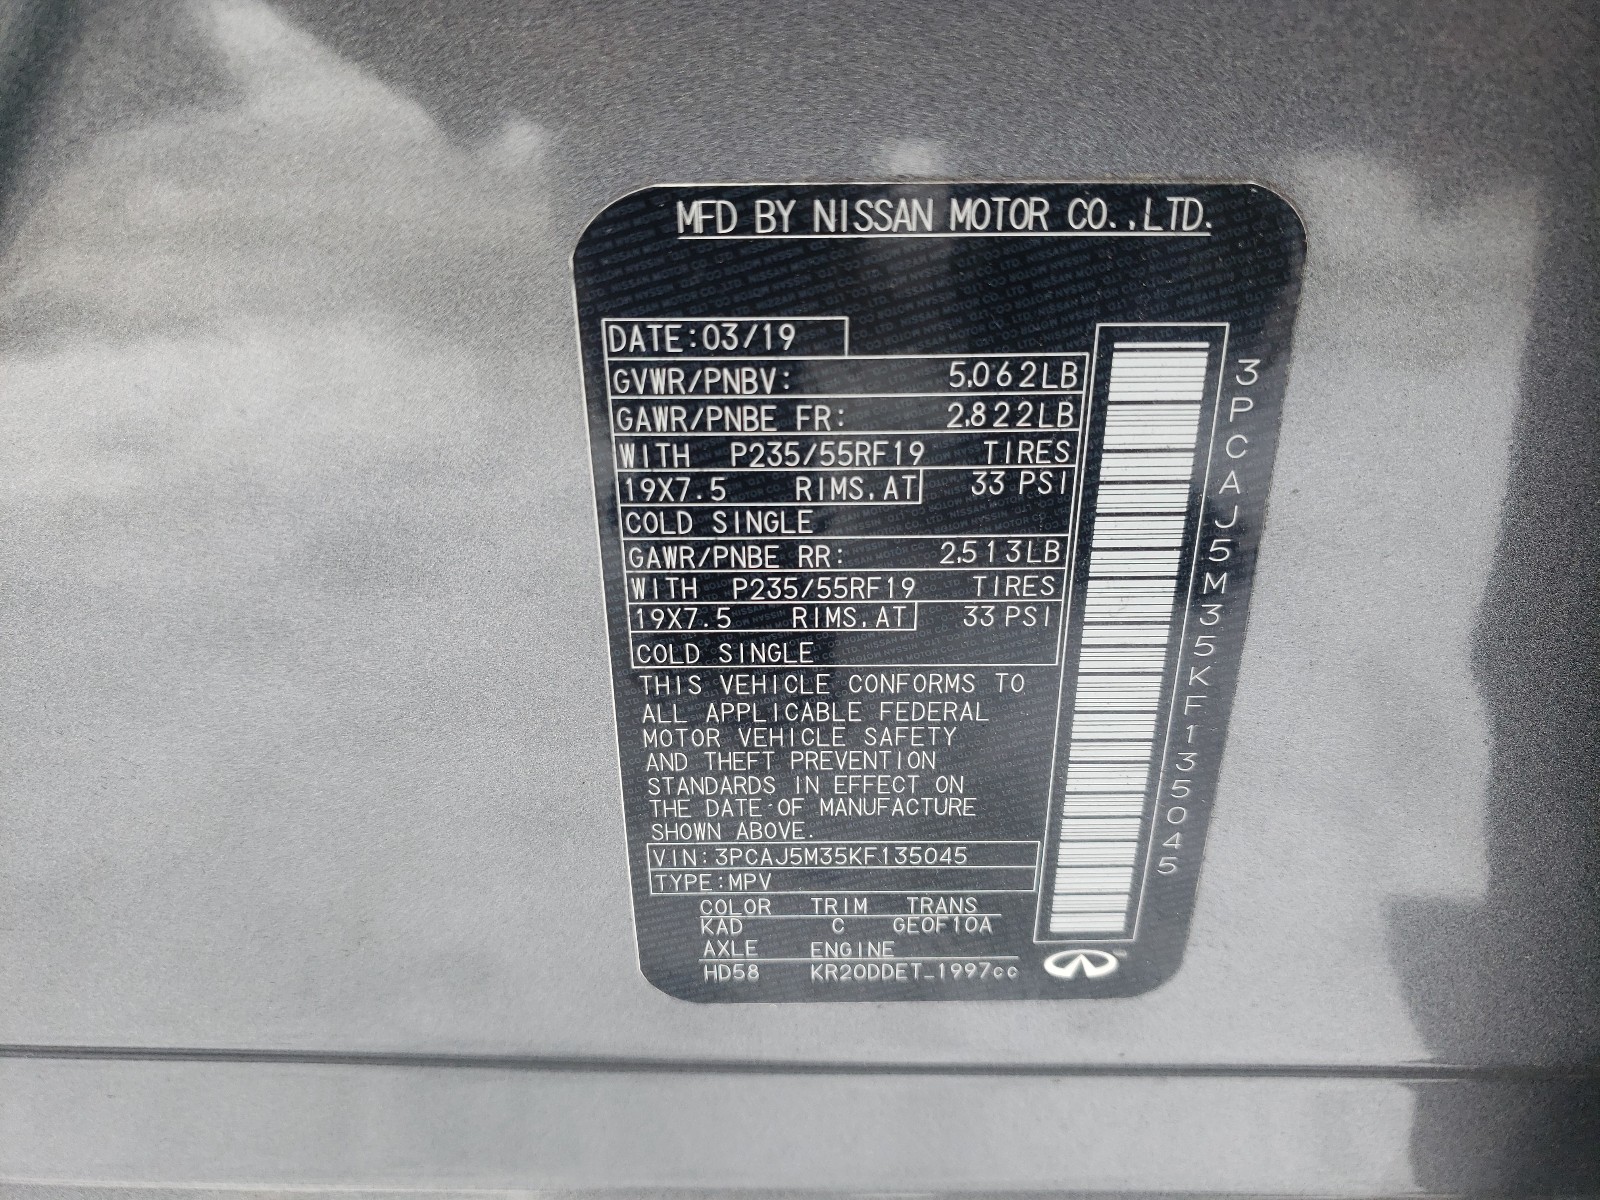 MFD BY NISSAN MOTOR CO.,LTD.
DATE:03/19
GVWR/PNBV: 5,062LB
GAWR/PNBE FR: 2,822LB
WITH P235/55RF19 TIRES
19X7.5 RIMS,AT 33 PSI
COLD SINGLE
GAWR/PNBE RR: 2,513LB
WITH P235/55RF19 TIRES
19X7.5 RIMS,AT 33 PSI
COLD SINGLE
THIS VEHICLE CONFORMS TO
ALL APPLICABLE FEDERAL
MOTOR VEHICLE SAFETY
AND THEFT PREVENTION
STANDARDS IN EFFECT ON
THE DATE OF MANUFACTURE
SHOWN ABOVE.
VIN:3PCAJ5M35KF135045
TYPE:MPV
COLOR TRIM TRANS
KAD C GE0F10A
AXLE ENGINE
HD58 KR20DDET_1997cc
3PCAJ5M35KF135045